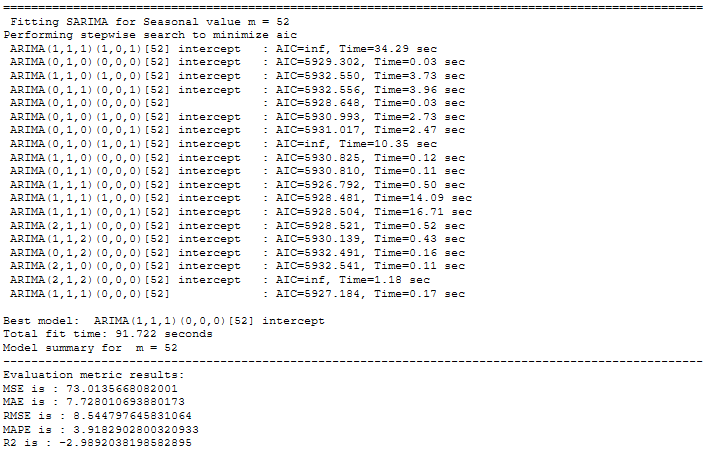 ================================================================================
Fitting SARIMA for Seasonal value m = 52
Performing stepwise search to minimize aic
ARIMA(1,1,1)(1,0,1)[52] intercept   : AIC=inf, Time=34.29 sec
ARIMA(0,1,0)(0,0,0)[52] intercept   : AIC=5929.302, Time=0.03 sec
ARIMA(1,1,0)(1,0,0)[52] intercept   : AIC=5932.550, Time=3.73 sec
ARIMA(0,1,1)(0,0,1)[52] intercept   : AIC=5932.556, Time=3.96 sec
ARIMA(0,1,0)(0,0,0)[52]             : AIC=5928.648, Time=0.03 sec
ARIMA(0,1,0)(1,0,0)[52] intercept   : AIC=5930.993, Time=2.73 sec
ARIMA(0,1,0)(0,0,1)[52] intercept   : AIC=5931.017, Time=2.47 sec
ARIMA(0,1,0)(1,0,1)[52] intercept   : AIC=inf, Time=10.35 sec
ARIMA(1,1,0)(0,0,0)[52] intercept   : AIC=5930.825, Time=0.12 sec
ARIMA(0,1,1)(0,0,0)[52] intercept   : AIC=5930.810, Time=0.11 sec
ARIMA(1,1,1)(0,0,0)[52] intercept   : AIC=5926.792, Time=0.50 sec
ARIMA(1,1,1)(1,0,0)[52] intercept   : AIC=5928.481, Time=14.09 sec
ARIMA(1,1,1)(0,0,1)[52] intercept   : AIC=5928.504, Time=16.71 sec
ARIMA(2,1,1)(0,0,0)[52] intercept   : AIC=5928.521, Time=0.52 sec
ARIMA(1,1,2)(0,0,0)[52] intercept   : AIC=5930.139, Time=0.43 sec
ARIMA(0,1,2)(0,0,0)[52] intercept   : AIC=5932.491, Time=0.16 sec
ARIMA(2,1,0)(0,0,0)[52] intercept   : AIC=5932.541, Time=0.11 sec
ARIMA(2,1,2)(0,0,0)[52] intercept   : AIC=inf, Time=1.18 sec
ARIMA(1,1,1)(0,0,0)[52]             : AIC=5927.184, Time=0.17 sec
Best model:  ARIMA(1,1,1)(0,0,0)[52] intercept
Total fit time: 91.722 seconds
Model summary for  m = 52
--------------------------------------------------------------------------------
Evaluation metric results:
MSE is : 73.0135668082001
MAE is : 7.728010693880173
RMSE is : 8.544797645831064
MAPE is : 3.9182902800320933
R2 is : -2.9892038198582895